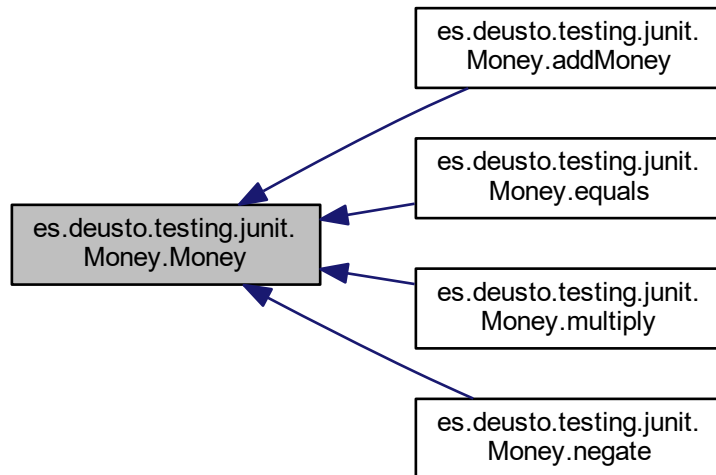 es.deusto.testing.junit.
Money.addMoney
es.deusto.testing.junit.
Money.equals
es.deusto.testing.junit.
Money.Money
es.deusto.testing.junit.
Money.multiply
es.deusto.testing.junit.
Money.negate